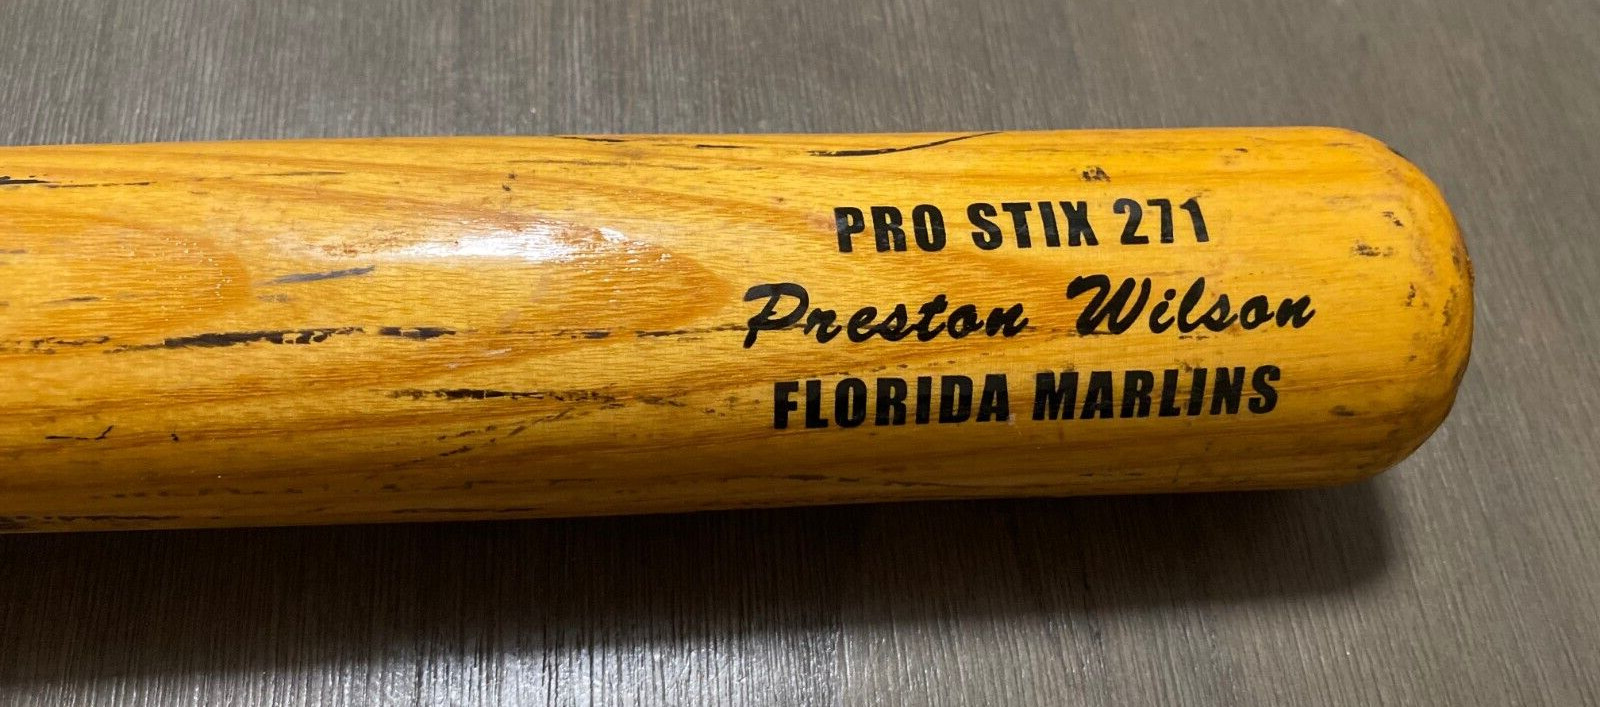 PRO STIX 271
Preston Wilson
FLORIDA MARLINS